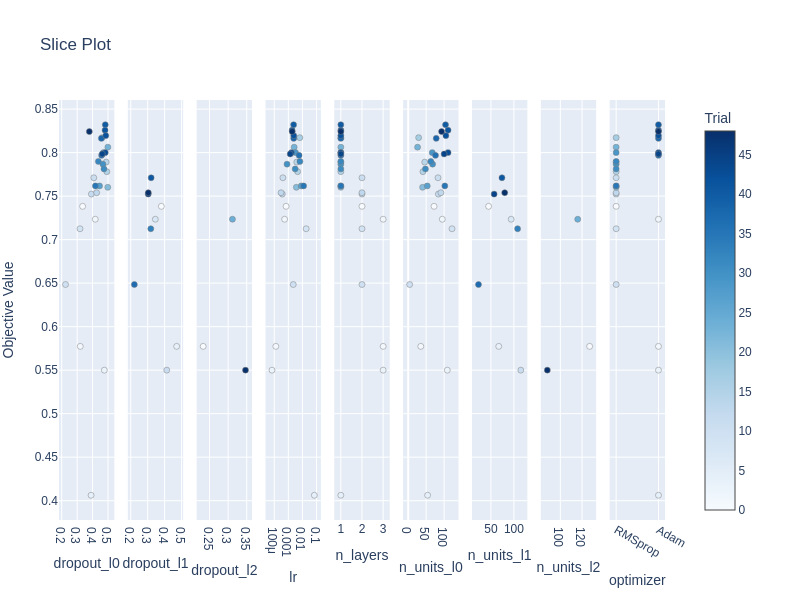 Slice Plot
Objective Value
0.85
0.8
0.75
0.7
0.65
0.6
0.55
0.5
0.45
0.4
0.2 0.3 0.4 0.5
dropout_l0
0.2 0.3 0.4 0.5
dropout_l1
0.25 0.3 0.35
dropout_l2
100μ 0.001 0.01 0.1
lr
1 2 3
n_layers
0 50 100
n_units_l0
50 100
n_units_l1
100 120
n_units_l2
RMSprop Adam
optimizer
Trial
45
40
35
30
25
20
15
10
5
0